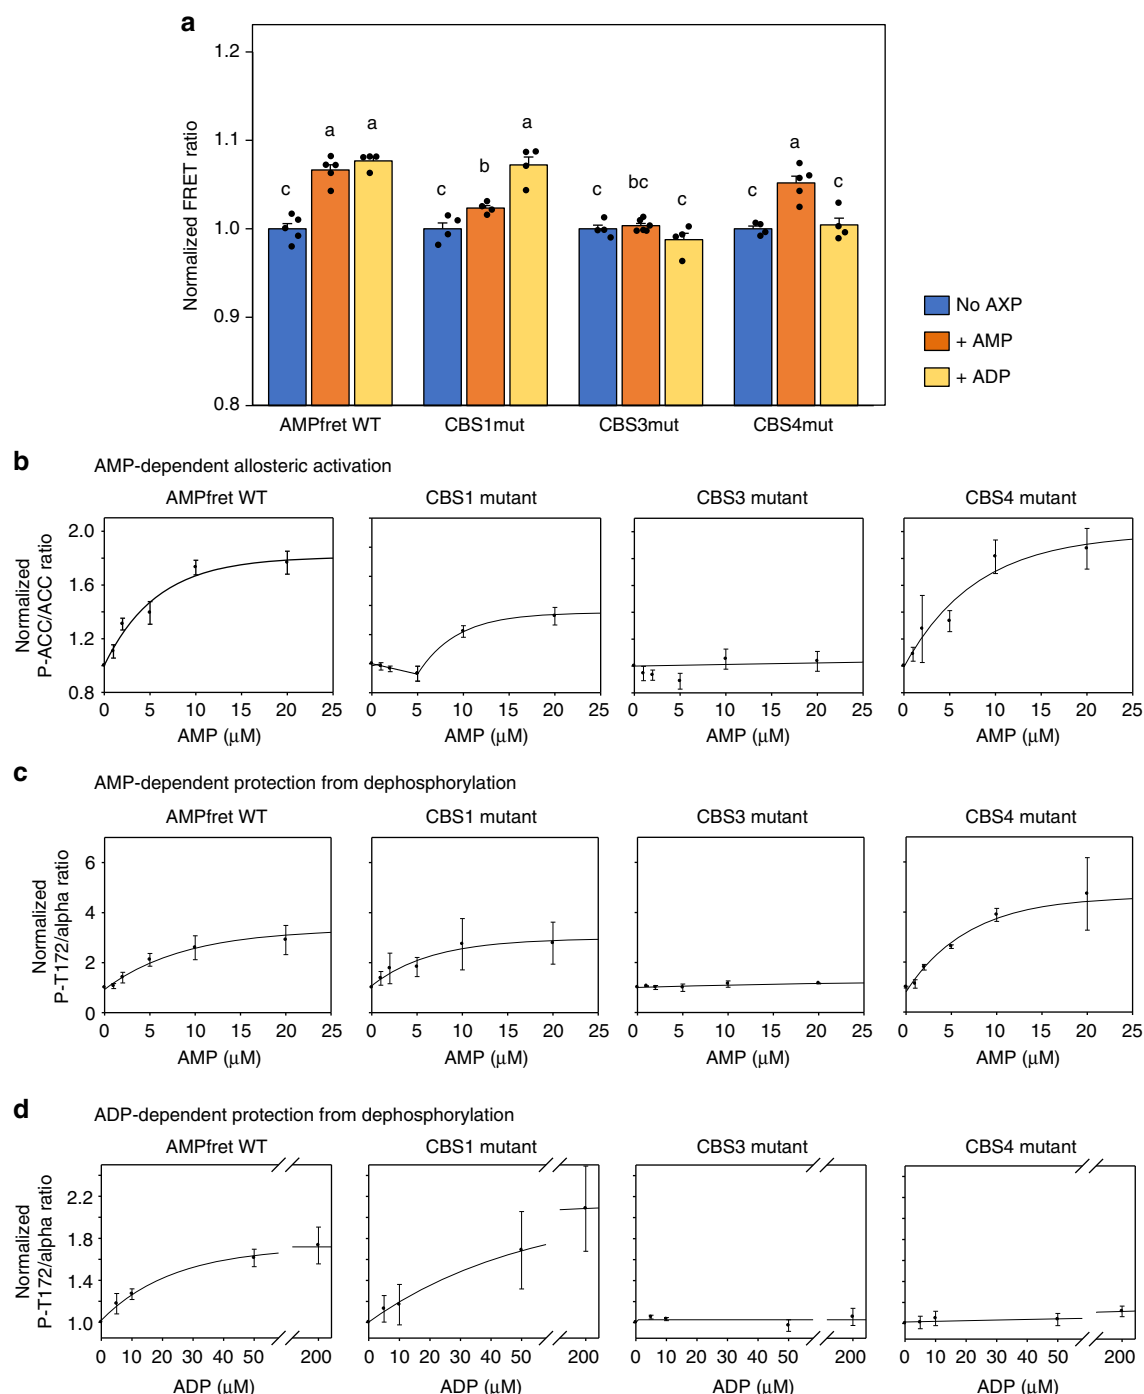 a
Normalized FRET ratio
1.2
1.1
1.0
0.9
0.8
c
a
a
c
b
a
c
bc
c
c
a
c
AMPfret WT
CBS1mut
CBS3mut
CBS4mut
No AXP
+ AMP
+ ADP
b
AMP-dependent allosteric activation
AMPfret WT
CBS1 mutant
CBS3 mutant
CBS4 mutant
Normalized
P-ACC/ACC ratio
2.0
1.6
1.2
0.8
0 5 10 15 20 25
0 5 10 15 20 25
0 5 10 15 20 25
0 5 10 15 20 25
AMP (μM)
AMP (μM)
AMP (μM)
AMP (μM)
c
AMP-dependent protection from dephosphorylation
AMPfret WT
CBS1 mutant
CBS3 mutant
CBS4 mutant
Normalized
P-T172/alpha ratio
6
4
2
0
0 5 10 15 20 25
0 5 10 15 20 25
0 5 10 15 20 25
0 5 10 15 20 25
AMP (μM)
AMP (μM)
AMP (μM)
AMP (μM)
d
ADP-dependent protection from dephosphorylation
AMPfret WT
CBS1 mutant
CBS3 mutant
CBS4 mutant
Normalized
P-T172/alpha ratio
2.2
1.8
1.4
1.0
0 10 20 30 40 50 200
0 10 20 30 40 50 200
0 10 20 30 40 50 200
0 10 20 30 40 50 200
ADP (μM)
ADP (μM)
ADP (μM)
ADP (μM)